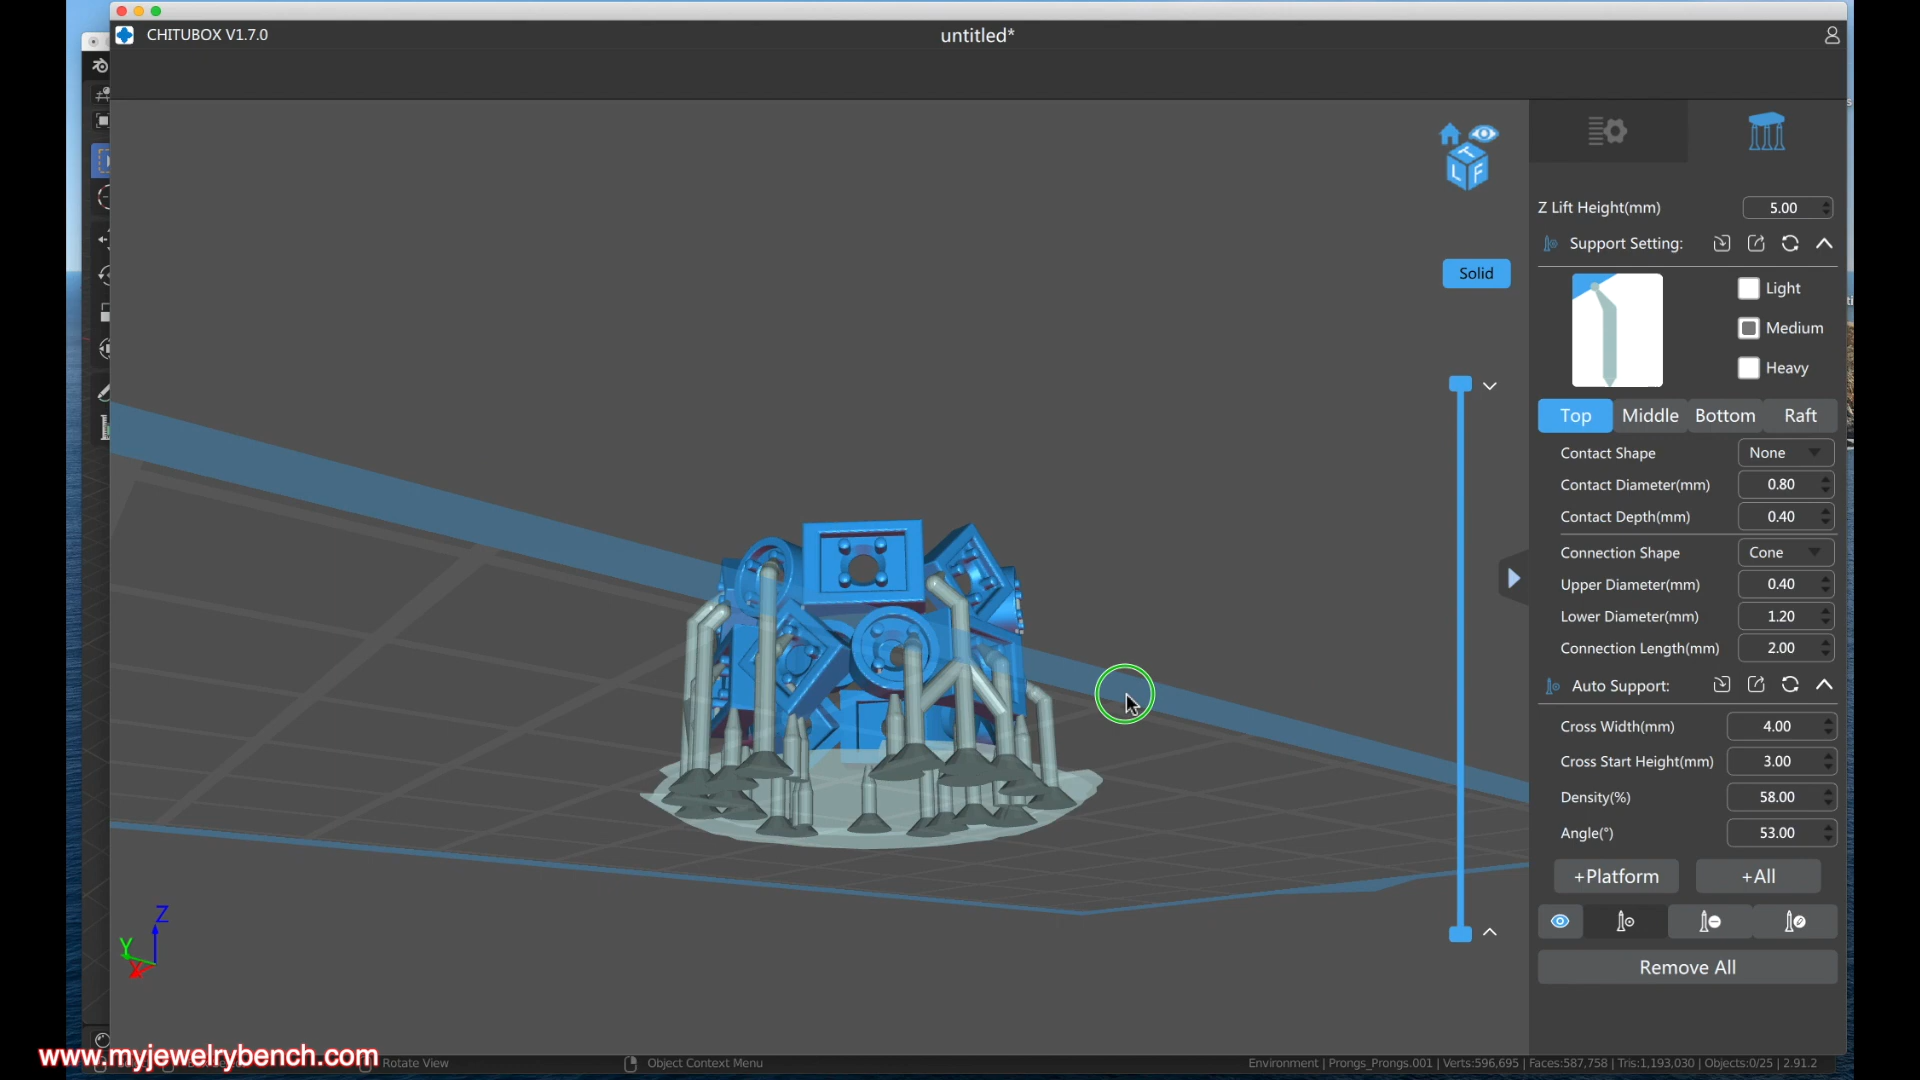 CHITUBOX V1.7.0
untitled*
T
L F
Solid
Z Lift Height(mm) 5.00
Support Setting:
Light
Medium
Heavy
Top Middle Bottom Raft
Contact Shape None
Contact Diameter(mm) 0.80
Contact Depth(mm) 0.40
Connection Shape Cone
Upper Diameter(mm) 0.40
Lower Diameter(mm) 1.20
Connection Length(mm) 2.00
Auto Support:
Cross Width(mm) 4.00
Cross Start Height(mm) 3.00
Density(%) 58.00
Angle(°) 53.00
+Platform +All
Remove All
Z
Y
X
www.myjewelrybench.com
Rotate View
Object Context Menu
Environment | Prongs_Prongs.001 | Verts:596,695 | Faces:587,758 | Tris:1,193,030 | Objects:0/25 | 2.91.2